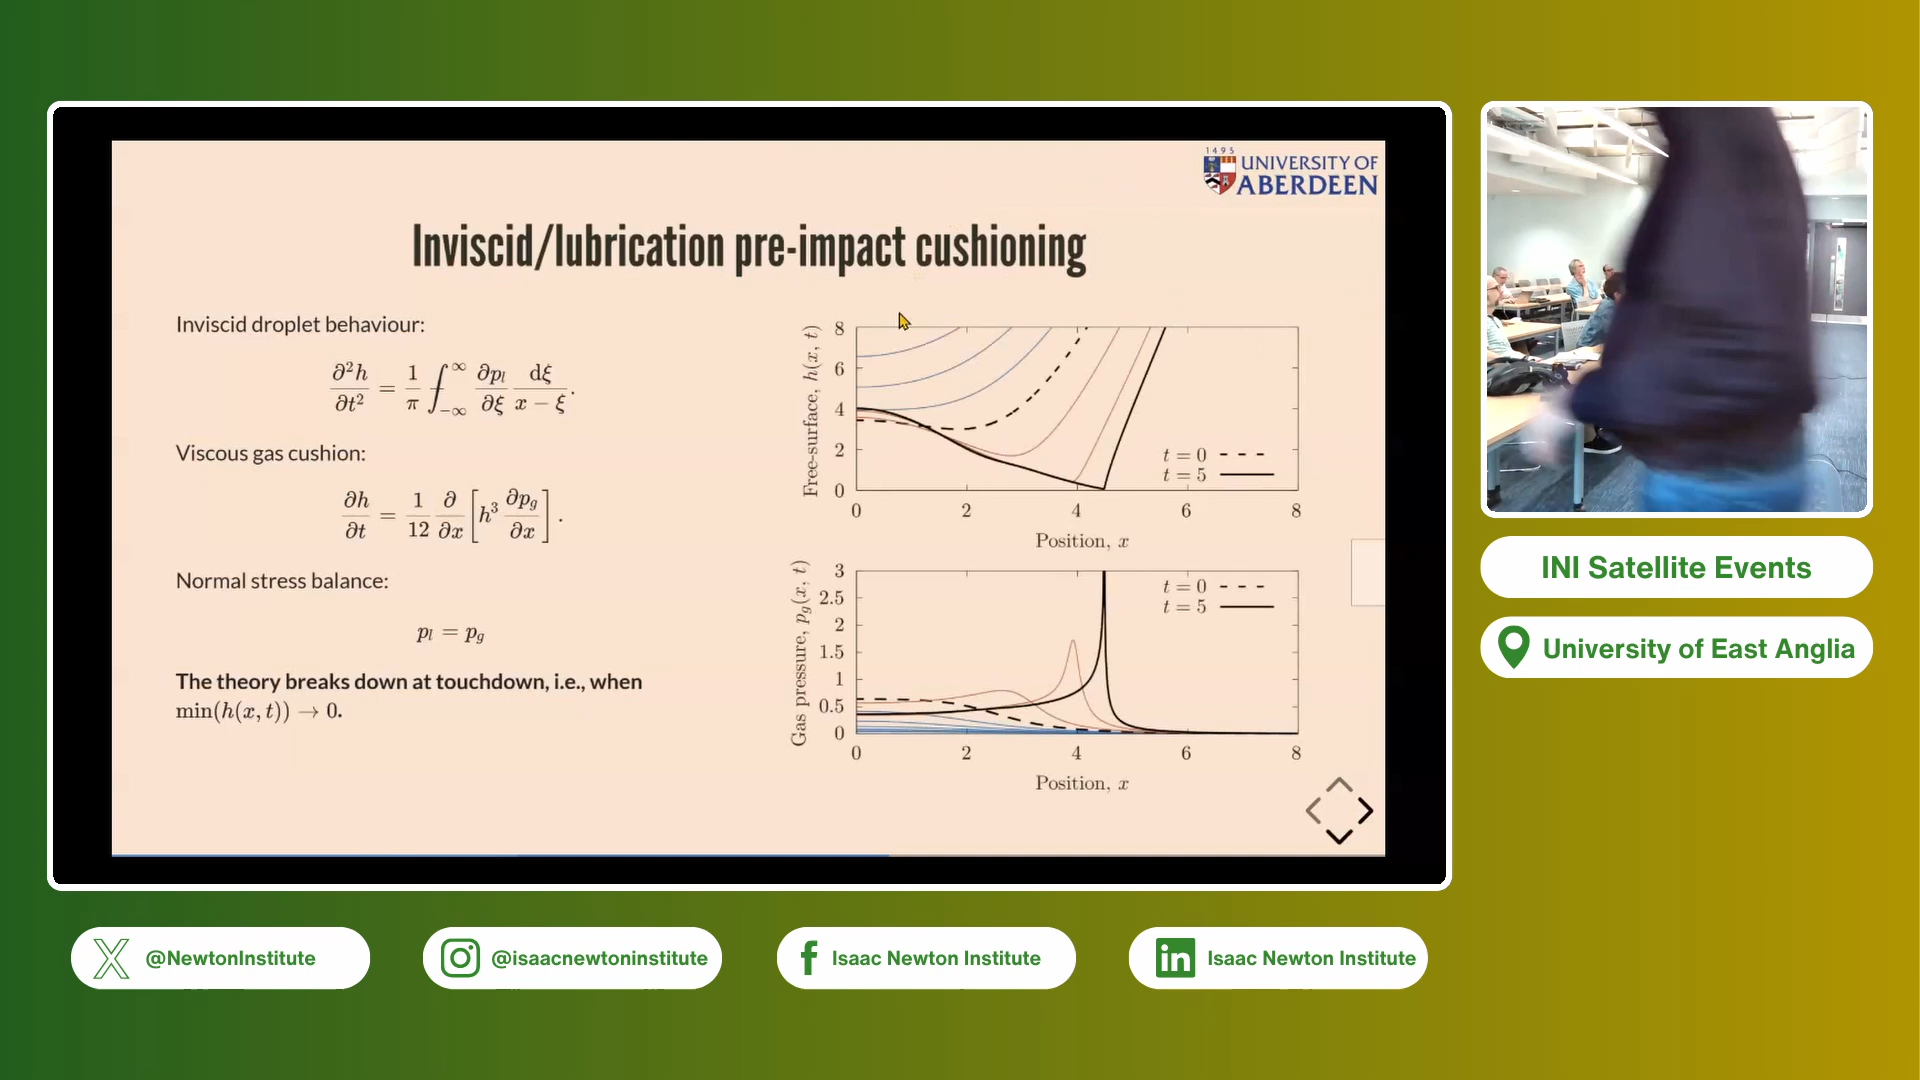 1495
UNIVERSITY OF
ABERDEEN
Inviscid/lubrication pre-impact cushioning
Inviscid droplet behaviour:
∂²h/∂t² = 1/π ⨍_{-∞}^{∞} ∂p_l/∂ξ dξ/(x − ξ).
Viscous gas cushion:
∂h/∂t = 1/12 ∂/∂x [h³ ∂p_g/∂x].
Normal stress balance:
p_l = p_g
The theory breaks down at touchdown, i.e., when
min(h(x, t)) → 0.
Free-surface, h(x, t)
8
6
4
2
0
t = 0
t = 5
0 2 4 6 8
Position, x
Gas pressure, p_g(x, t)
3
2.5
2
1.5
1
0.5
0
t = 0
t = 5
0 2 4 6 8
Position, x
INI Satellite Events
University of East Anglia
@NewtonInstitute
@isaacnewtoninstitute
Isaac Newton Institute
in
Isaac Newton Institute